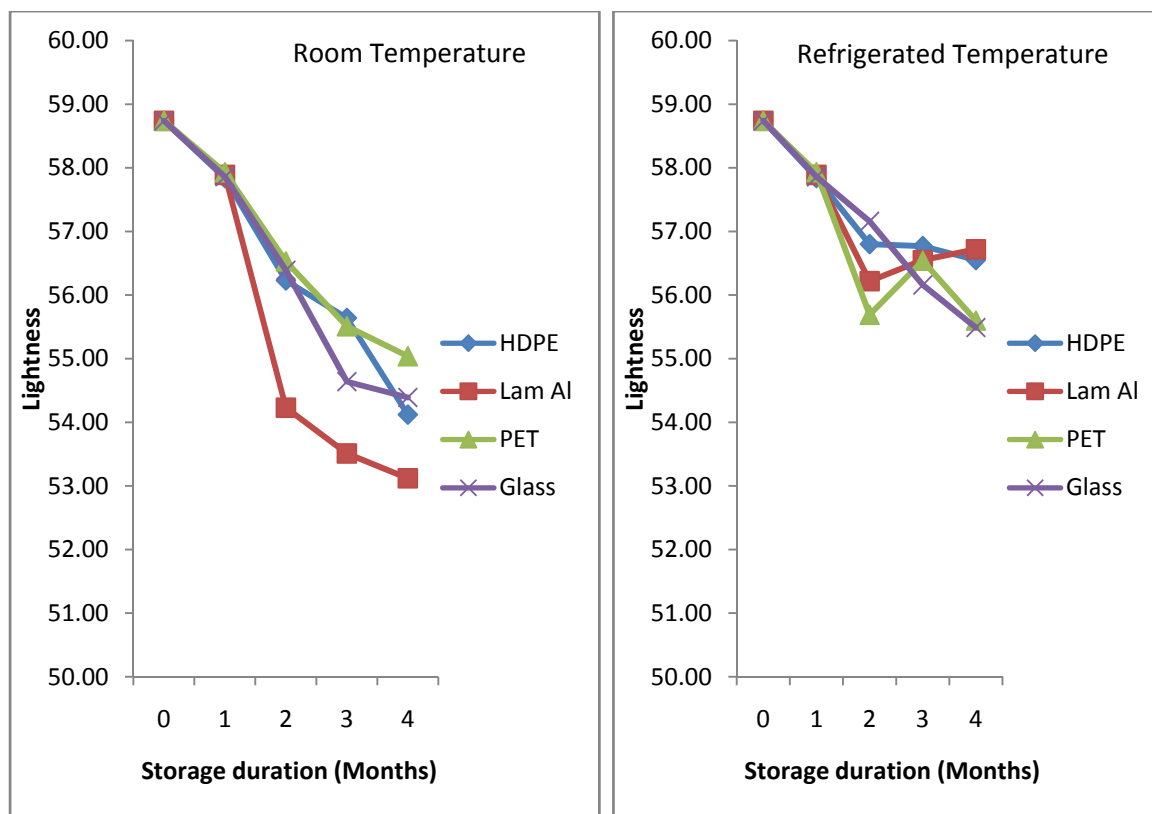 Room Temperature
60.00
59.00
58.00
57.00
56.00
55.00
54.00
53.00
52.00
51.00
50.00
Lightness
0 1 2 3 4
Storage duration (Months)
HDPE
Lam Al
PET
Glass
Refrigerated Temperature
60.00
59.00
58.00
57.00
56.00
55.00
54.00
53.00
52.00
51.00
50.00
Lightness
0 1 2 3 4
Storage duration (Months)
HDPE
Lam Al
PET
Glass